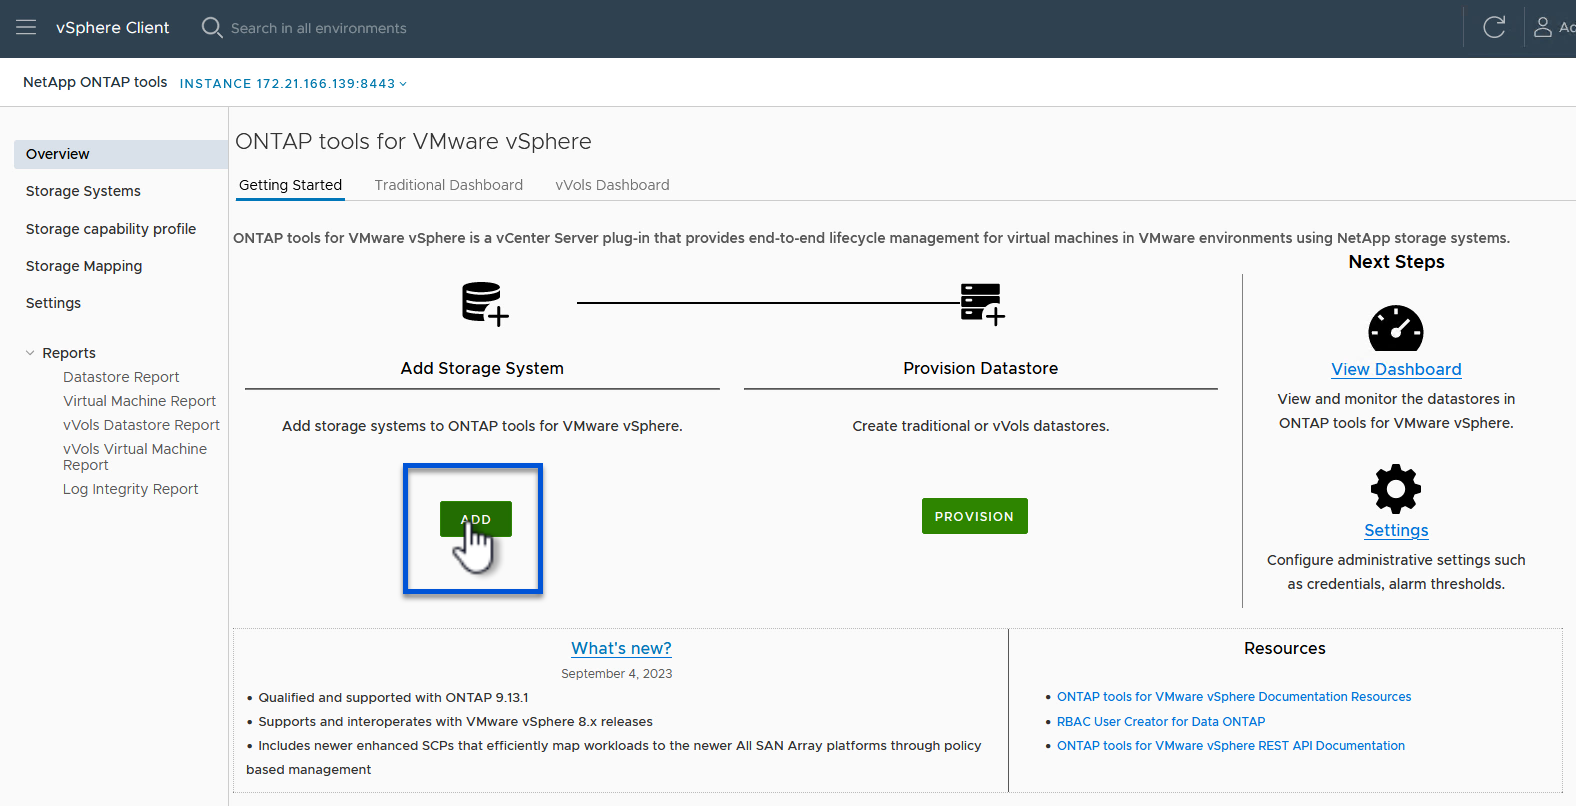 vSphere Client
Search in all environments
NetApp ONTAP tools INSTANCE 172.21.166.139:8443
Overview
Storage Systems
Storage capability profile
Storage Mapping
Settings
Reports
Datastore Report
Virtual Machine Report
vVols Datastore Report
vVols Virtual Machine
Report
Log Integrity Report
ONTAP tools for VMware vSphere
Getting Started Traditional Dashboard vVols Dashboard
ONTAP tools for VMware vSphere is a vCenter Server plug-in that provides end-to-end lifecycle management for virtual machines in VMware environments using NetApp storage systems.
Add Storage System
Add storage systems to ONTAP tools for VMware vSphere.
ADD
Provision Datastore
Create traditional or vVols datastores.
PROVISION
Next Steps
View Dashboard
View and monitor the datastores in
ONTAP tools for VMware vSphere.
Settings
Configure administrative settings such
as credentials, alarm thresholds.
What's new?
September 4, 2023
• Qualified and supported with ONTAP 9.13.1
• Supports and interoperates with VMware vSphere 8.x releases
• Includes newer enhanced SCPs that efficiently map workloads to the newer All SAN Array platforms through policy
based management
Resources
• ONTAP tools for VMware vSphere Documentation Resources
• RBAC User Creator for Data ONTAP
• ONTAP tools for VMware vSphere REST API Documentation